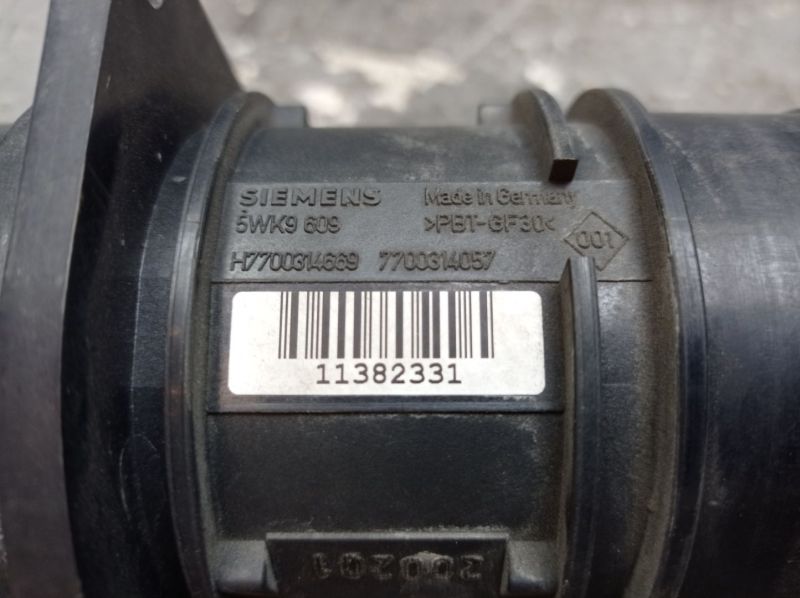 SIEMENS Made in Germany
5WK9 609 >PBT-GF30< 001
H7700314669 7700314057
11382331